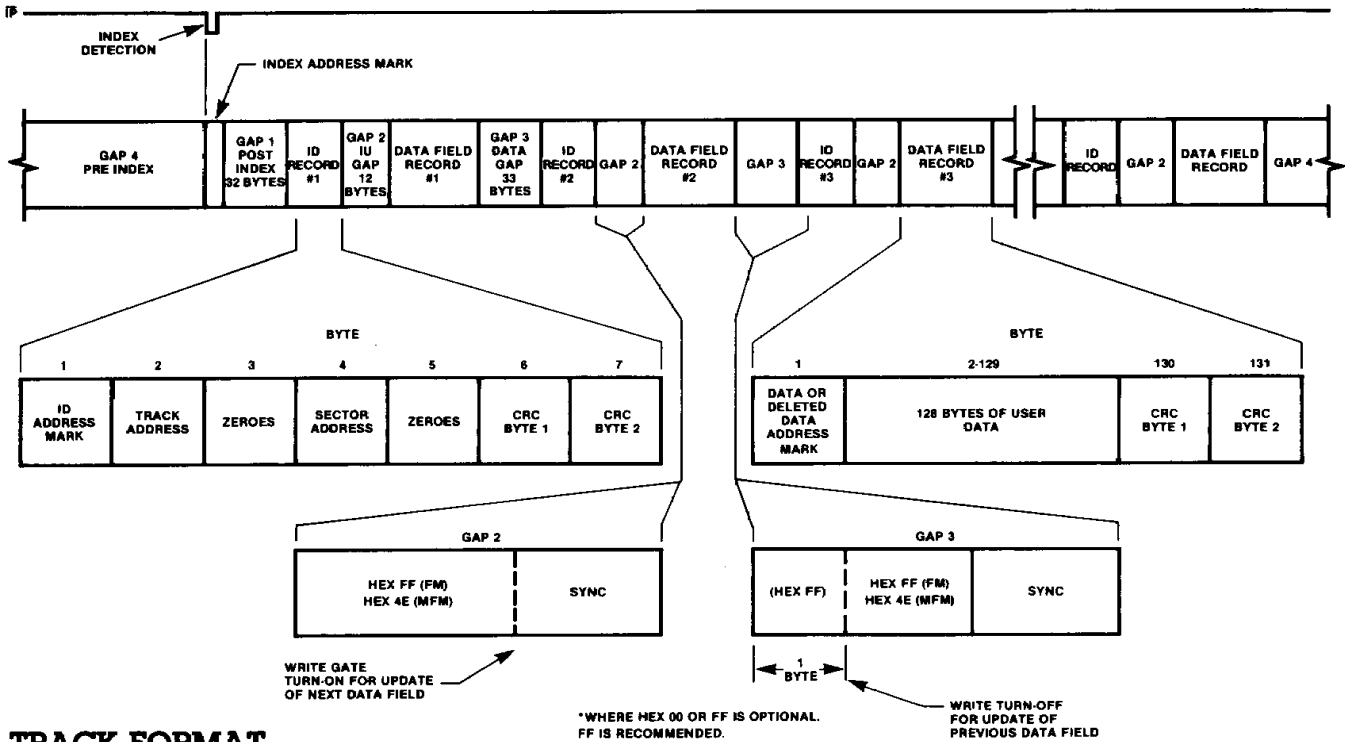 INDEX
DETECTION
INDEX ADDRESS MARK
GAP 4
PRE INDEX
GAP 1
POST
INDEX
32 BYTES
ID
RECORD
#1
GAP 2
IU
GAP
12
BYTES
DATA FIELD
RECORD
#1
GAP 3
DATA
GAP
33
BYTES
ID
RECORD
#2
GAP 2
DATA FIELD
RECORD
#2
GAP 3
ID
RECORD
#3
GAP 2
DATA FIELD
RECORD
#3
ID
RECORD
GAP 2
DATA FIELD
RECORD
GAP 4
BYTE
1 2 3 4 5 6 7
ID
ADDRESS
MARK
TRACK
ADDRESS
ZEROES
SECTOR
ADDRESS
ZEROES
CRC
BYTE 1
CRC
BYTE 2
BYTE
1 2-129 130 131
DATA OR
DELETED
DATA
ADDRESS
MARK
128 BYTES OF USER
DATA
CRC
BYTE 1
CRC
BYTE 2
GAP 2
HEX FF (FM)
HEX 4E (MFM)
SYNC
WRITE GATE
TURN-ON FOR UPDATE
OF NEXT DATA FIELD
GAP 3
(HEX FF)
HEX FF (FM)
HEX 4E (MFM)
SYNC
1
BYTE
WRITE TURN-OFF
FOR UPDATE OF
PREVIOUS DATA FIELD
*WHERE HEX 00 OR FF IS OPTIONAL.
FF IS RECOMMENDED.
TRACK FORMAT